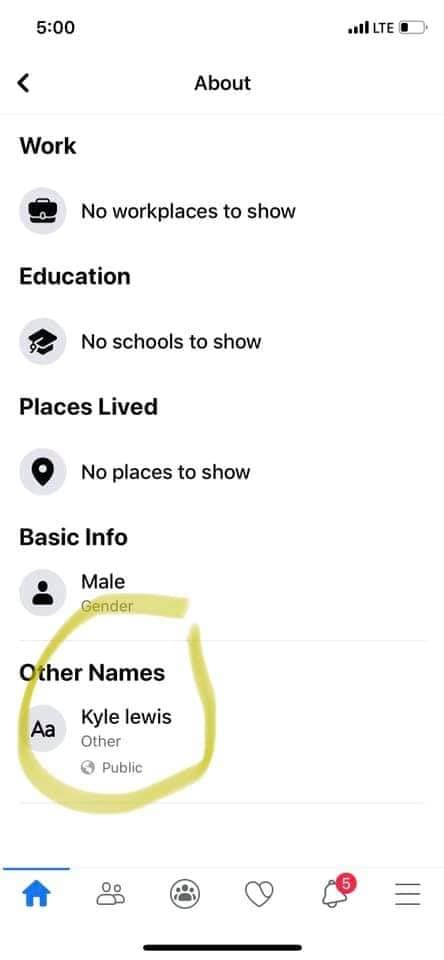 5:00 LTE
About
Work
No workplaces to show
Education
No schools to show
Places Lived
No places to show
Basic Info
Male
Gender
Other Names
Aa Kyle lewis
Other
Public
5